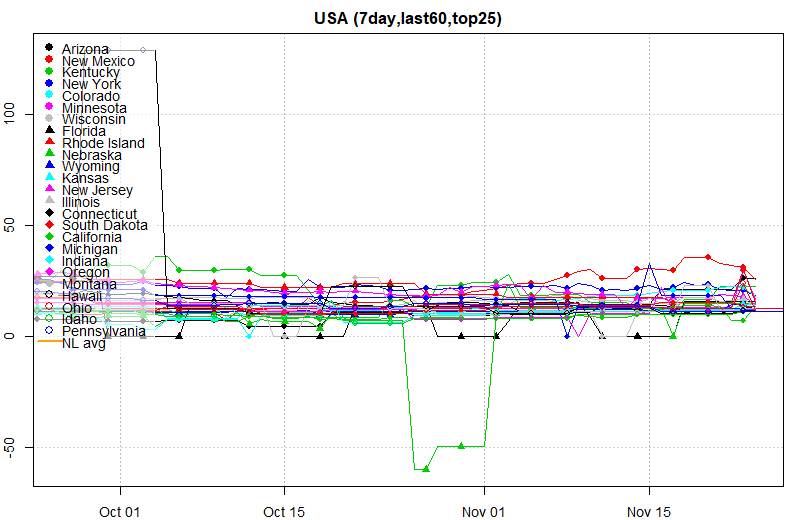 USA (7day,last60,top25)
Arizona
New Mexico
Kentucky
New York
Colorado
Minnesota
Wisconsin
Florida
Rhode Island
Nebraska
Wyoming
Kansas
New Jersey
Illinois
Connecticut
South Dakota
California
Michigan
Indiana
Oregon
Montana
Hawaii
Ohio
Idaho
Pennsylvania
NL avg
100
50
0
-50
Oct 01
Oct 15
Nov 01
Nov 15